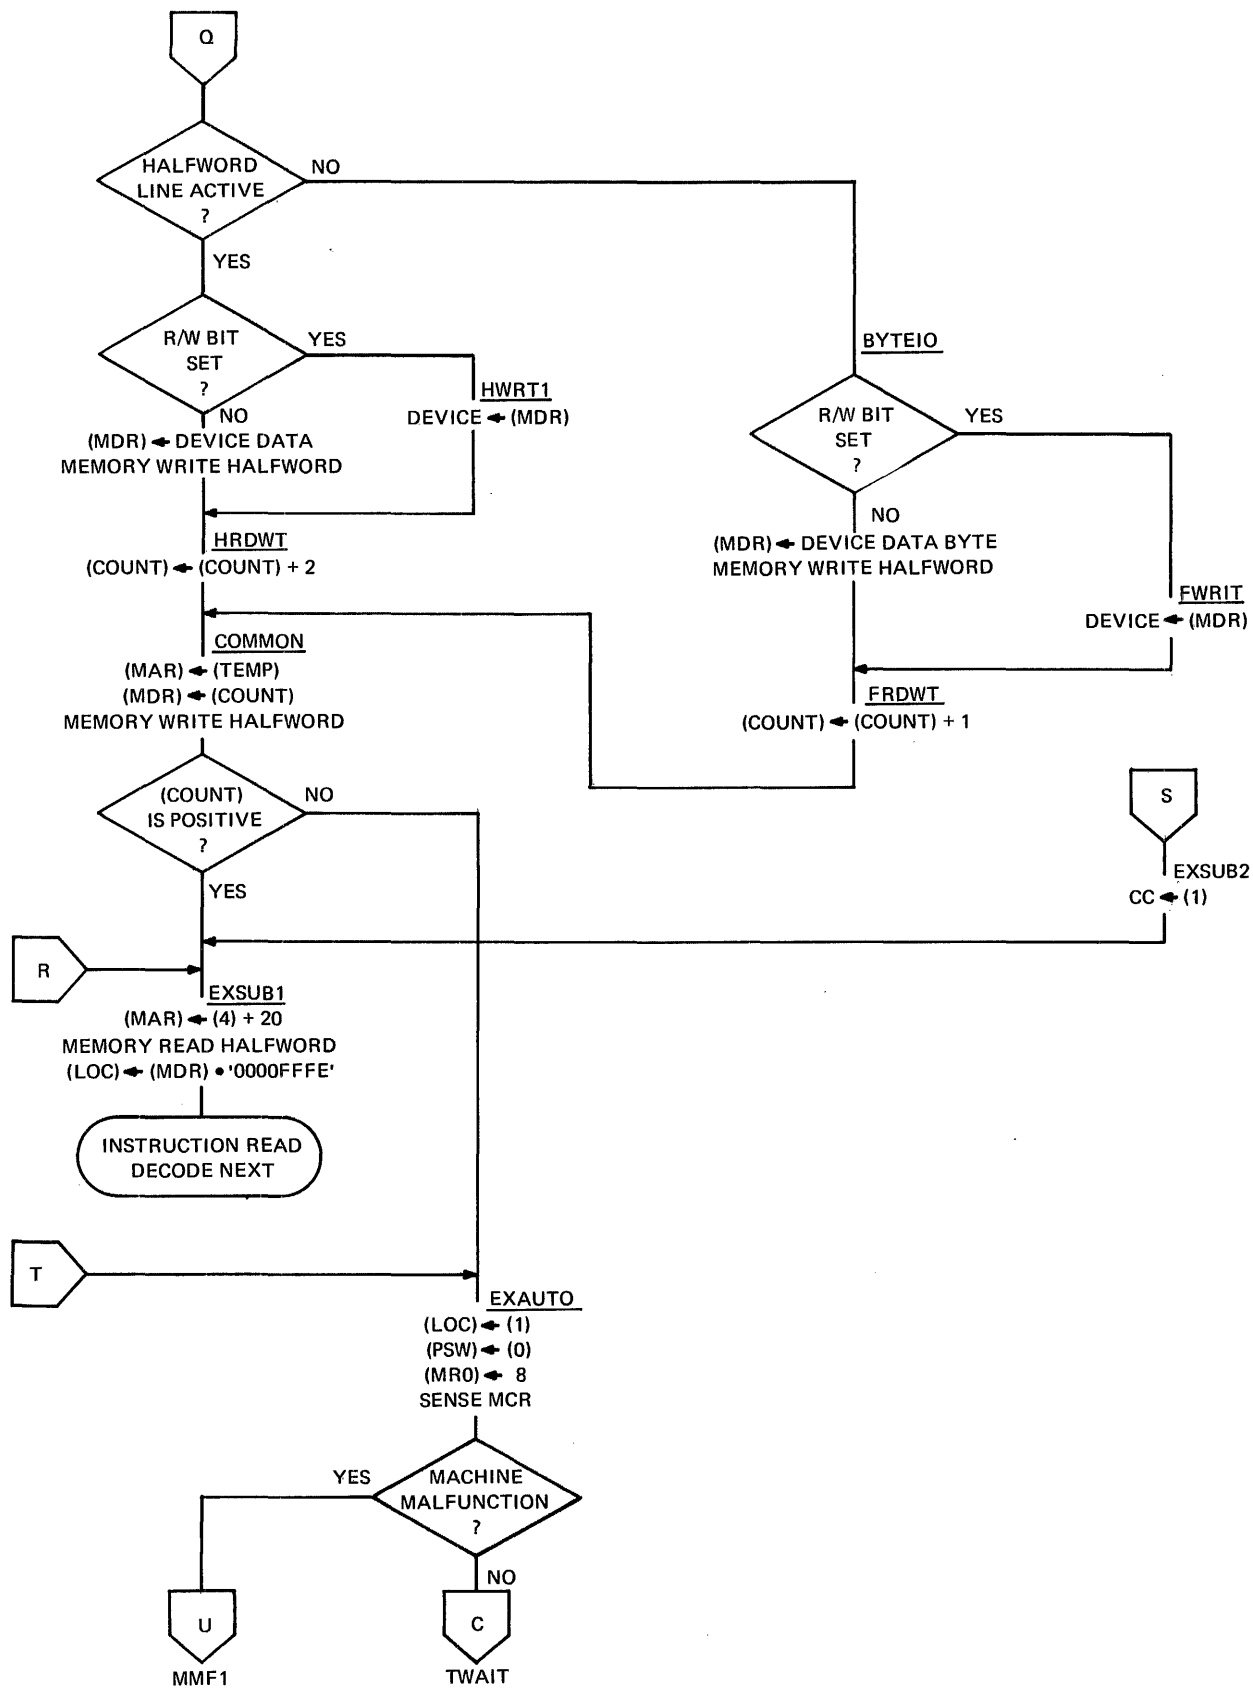 Q
HALFWORD
LINE ACTIVE
?
NO
YES
R/W BIT
SET
?
YES
NO
HWRT1
DEVICE ← (MDR)
(MDR) ← DEVICE DATA
MEMORY WRITE HALFWORD
HRDWT
(COUNT) ← (COUNT) + 2
BYTEIO
R/W BIT
SET
?
YES
NO
(MDR) ← DEVICE DATA BYTE
MEMORY WRITE HALFWORD
FWRIT
DEVICE ← (MDR)
FRDWT
(COUNT) ← (COUNT) + 1
COMMON
(MAR) ← (TEMP)
(MDR) ← (COUNT)
MEMORY WRITE HALFWORD
(COUNT)
IS POSITIVE
?
NO
YES
S
EXSUB2
CC ← (1)
R
EXSUB1
(MAR) ← (4) + 20
MEMORY READ HALFWORD
(LOC) ← (MDR) • '0000FFFE'
INSTRUCTION READ
DECODE NEXT
T
EXAUTO
(LOC) ← (1)
(PSW) ← (0)
(MR0) ← 8
SENSE MCR
MACHINE
MALFUNCTION
?
YES
NO
U
MMF1
C
TWAIT